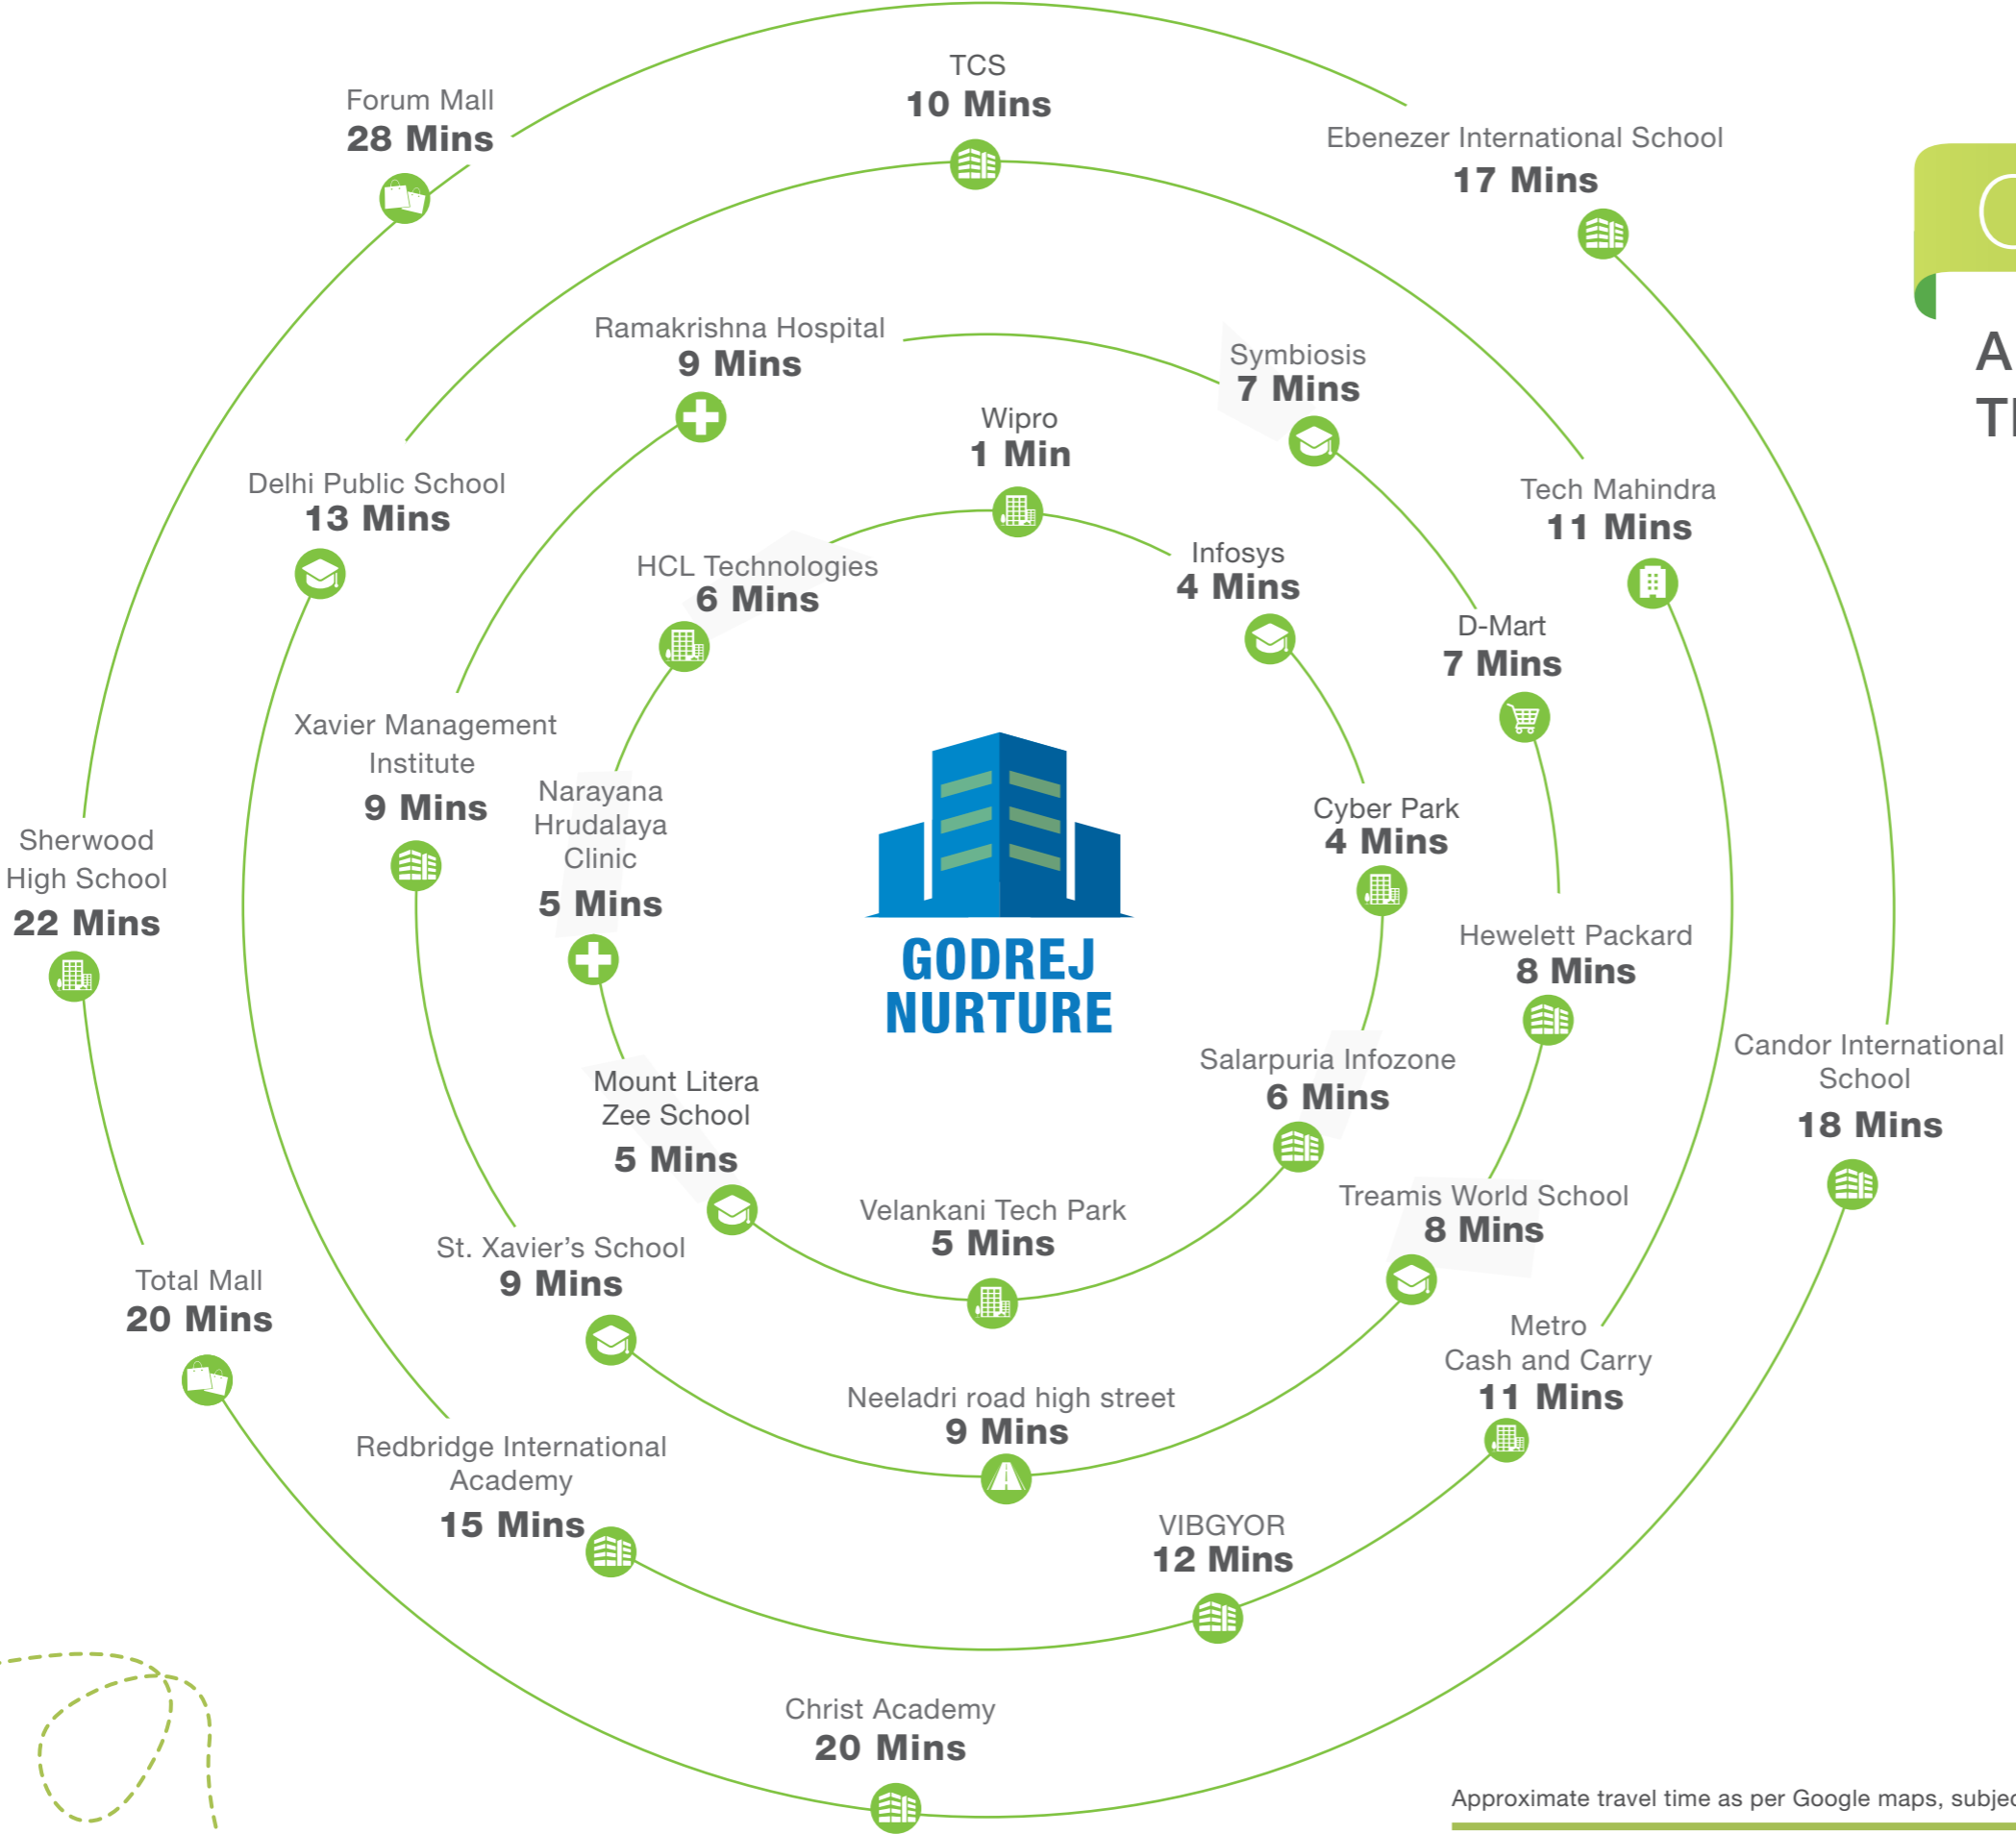 TCS
10 Mins
Forum Mall
28 Mins
Ebenezer International School
17 Mins
Ramakrishna Hospital
9 Mins
Symbiosis
7 Mins
Wipro
1 Min
Delhi Public School
13 Mins
Tech Mahindra
11 Mins
HCL Technologies
6 Mins
Infosys
4 Mins
D-Mart
7 Mins
Xavier Management
Institute
9 Mins
Narayana
Hrudalaya
Clinic
5 Mins
Cyber Park
4 Mins
Sherwood
High School
22 Mins
GODREJ
NURTURE
Hewelett Packard
8 Mins
Candor International
School
18 Mins
Salarpuria Infozone
6 Mins
Mount Litera
Zee School
5 Mins
Treamis World School
8 Mins
Velankani Tech Park
5 Mins
St. Xavier's School
9 Mins
Total Mall
20 Mins
Metro
Cash and Carry
11 Mins
Neeladri road high street
9 Mins
Redbridge International
Academy
15 Mins
VIBGYOR
12 Mins
Christ Academy
20 Mins
Approximate travel time as per Google maps,